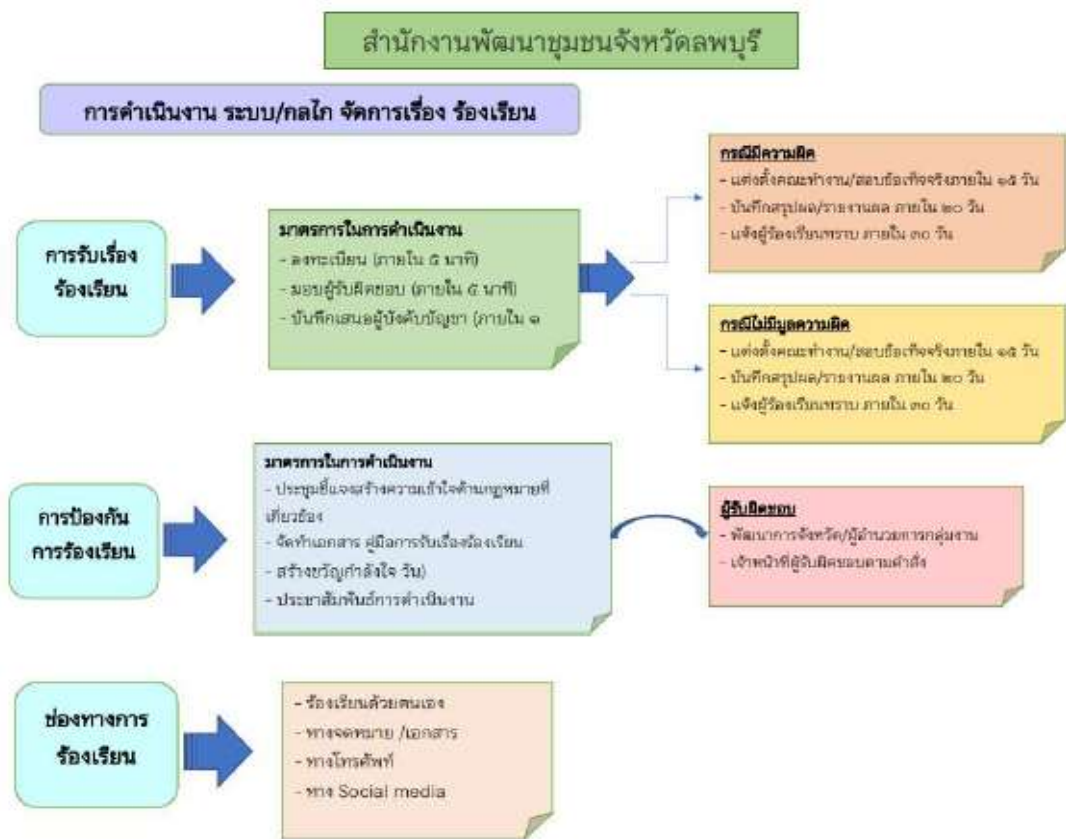 สำนักงานพัฒนาชุมชนจังหวัดลพบุรี
การดำเนินงาน ระบบ/กลไก จัดการเรื่อง ร้องเรียน
การรับเรื่อง
ร้องเรียน
มาตรการในการดำเนินงาน
- ลงทะเบียน (ภายใน ๕ นาที)
- มอบผู้รับผิดชอบ (ภายใน ๕ นาที)
- บันทึกเสนอผู้บังคับบัญชา (ภายใน ๑
กรณีมีความผิด
- แต่งตั้งคณะทำงาน/สอบข้อเท็จจริงภายใน ๑๕ วัน
- บันทึกสรุปผล/รายงานผล ภายใน ๒๐ วัน
- แจ้งผู้ร้องเรียนทราบ ภายใน ๓๐ วัน
กรณีไม่มีมูลความผิด
- แต่งตั้งคณะทำงาน/สอบข้อเท็จจริงภายใน ๑๕ วัน
- บันทึกสรุปผล/รายงานผล ภายใน ๒๐ วัน
- แจ้งผู้ร้องเรียนทราบ ภายใน ๓๐ วัน
การป้องกัน
การร้องเรียน
มาตรการในการดำเนินงาน
- ประชุมชี้แจงสร้างความเข้าใจด้านกฎหมายที่
เกี่ยวข้อง
- จัดทำเอกสาร คู่มือการรับเรื่องร้องเรียน
- สร้างขวัญกำลังใจ วัน)
- ประชาสัมพันธ์การดำเนินงาน
ผู้รับผิดชอบ
- พัฒนาการจังหวัด/ผู้อำนวยการกลุ่มงาน
- เจ้าหน้าที่ผู้รับผิดชอบตามคำสั่ง
ช่องทางการ
ร้องเรียน
- ร้องเรียนด้วยตนเอง
- ทางจดหมาย /เอกสาร
- ทางโทรศัพท์
- ทาง Social media